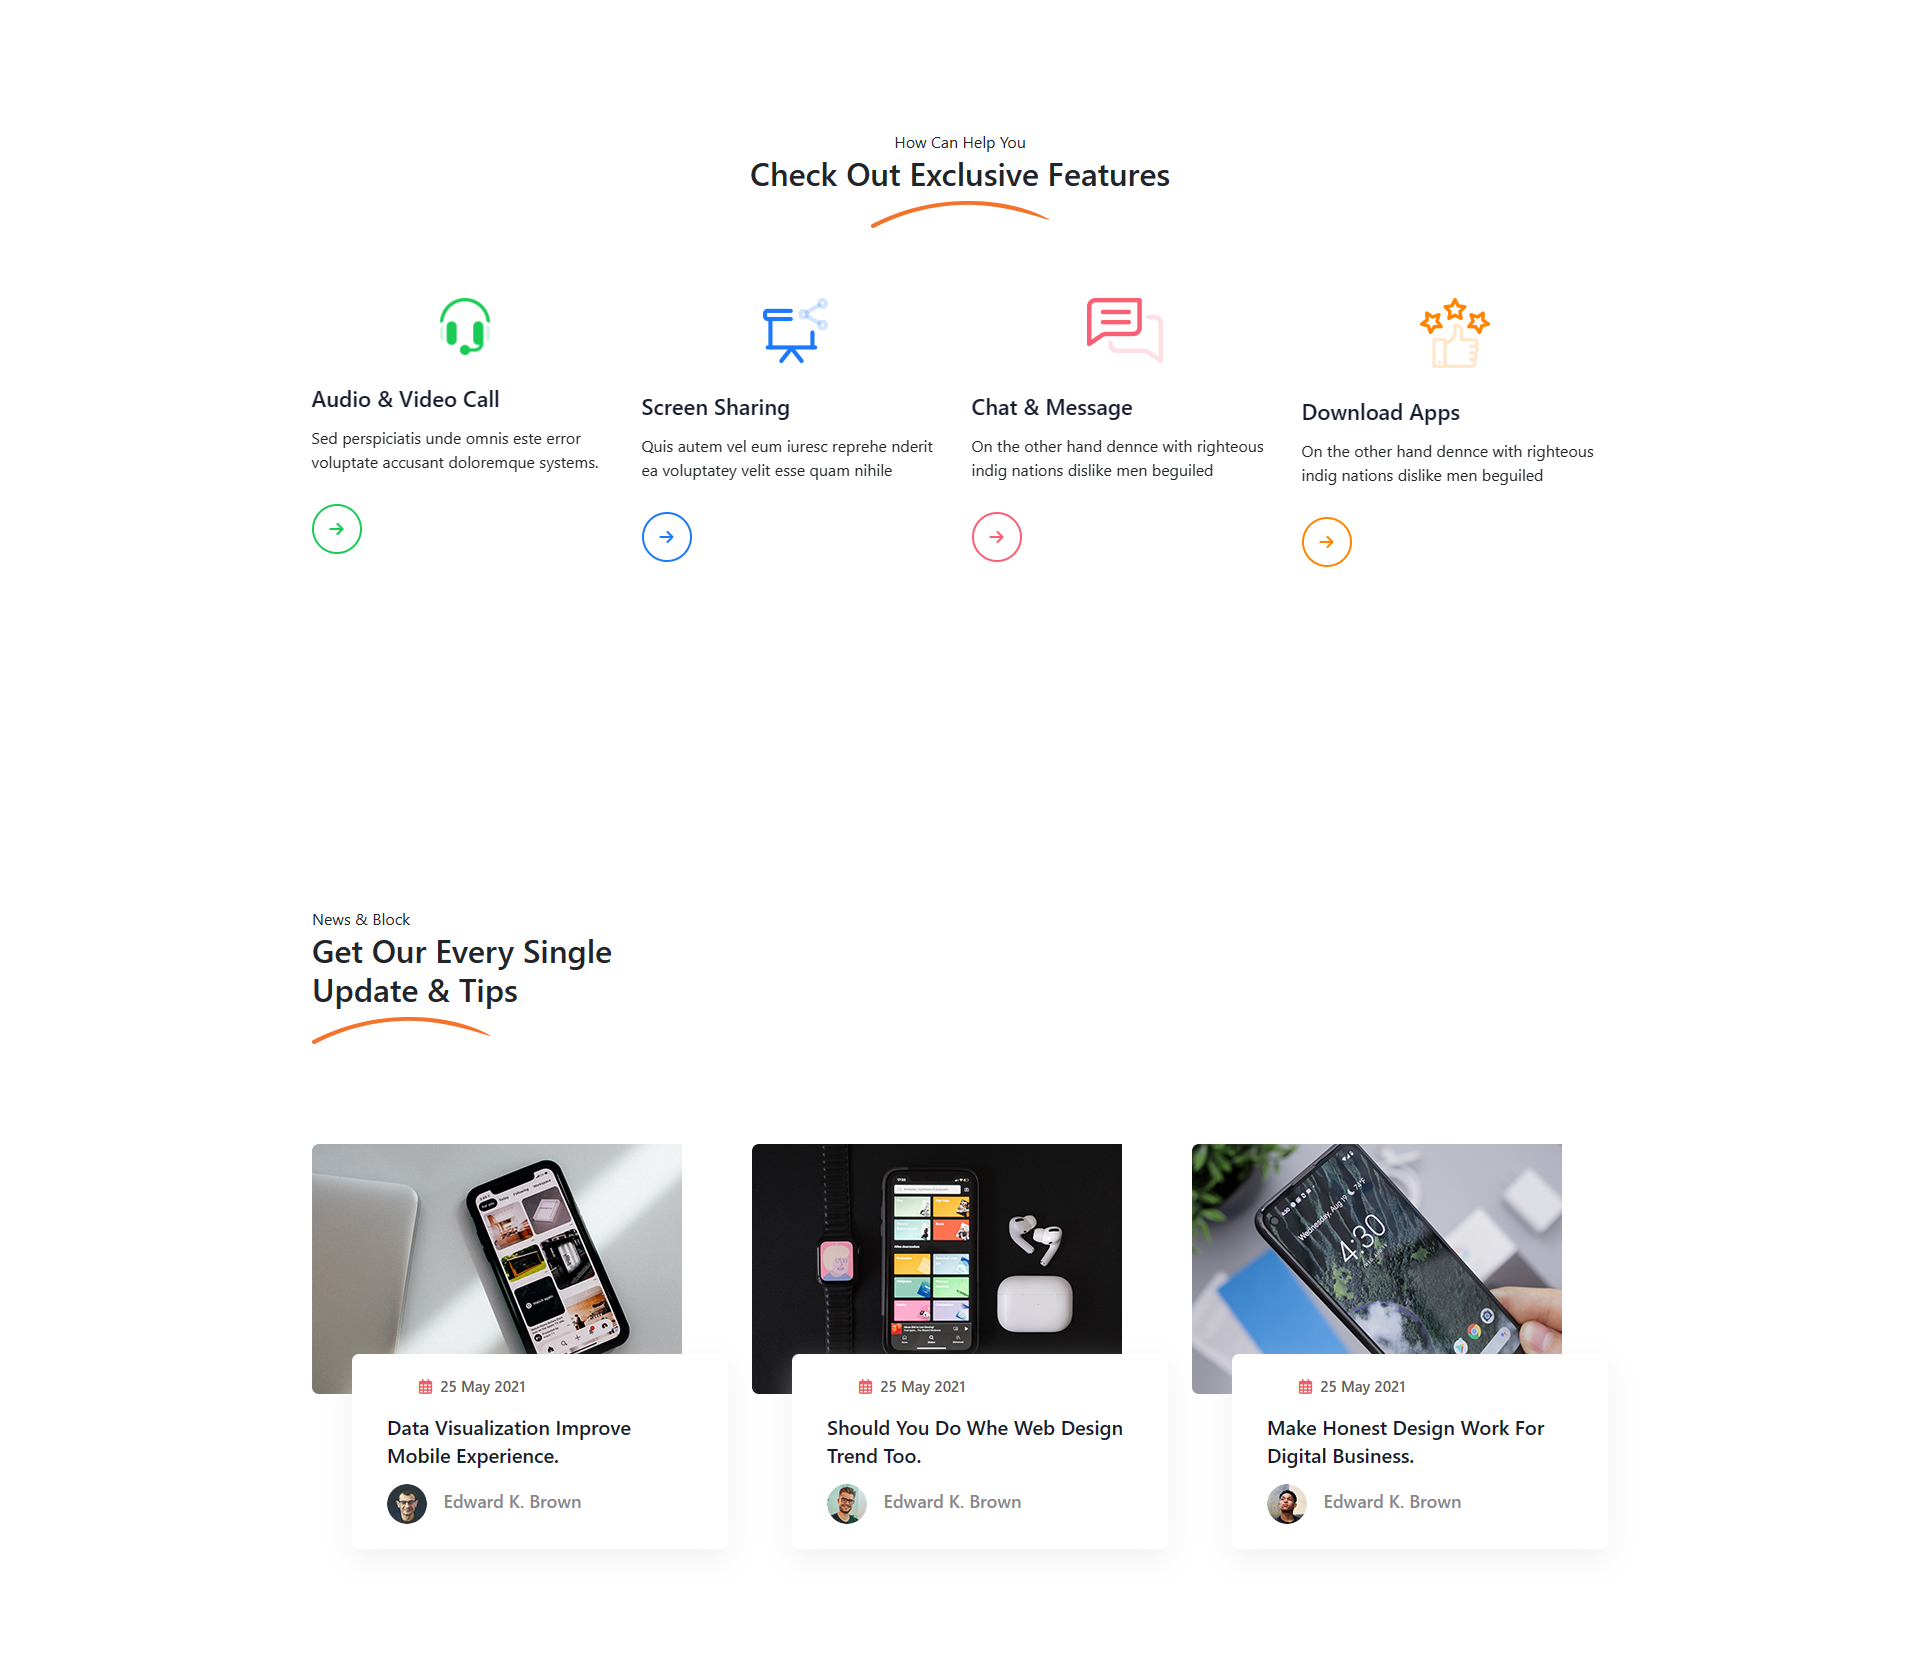 How Can Help You
Check Out Exclusive Features
Audio & Video Call
Sed perspiciatis unde omnis este error
voluptate accusant doloremque systems.
Screen Sharing
Quis autem vel eum iuresc reprehe nderit
ea voluptatey velit esse quam nihile
Chat & Message
On the other hand dennce with righteous
indig nations dislike men beguiled
Download Apps
On the other hand dennce with righteous
indig nations dislike men beguiled
News & Block
Get Our Every Single
Update & Tips
Wednesday, Aug 19
74°F
4:30
25 May 2021
Data Visualization Improve
Mobile Experience.
Edward K. Brown
25 May 2021
Should You Do Whe Web Design
Trend Too.
Edward K. Brown
25 May 2021
Make Honest Design Work For
Digital Business.
Edward K. Brown